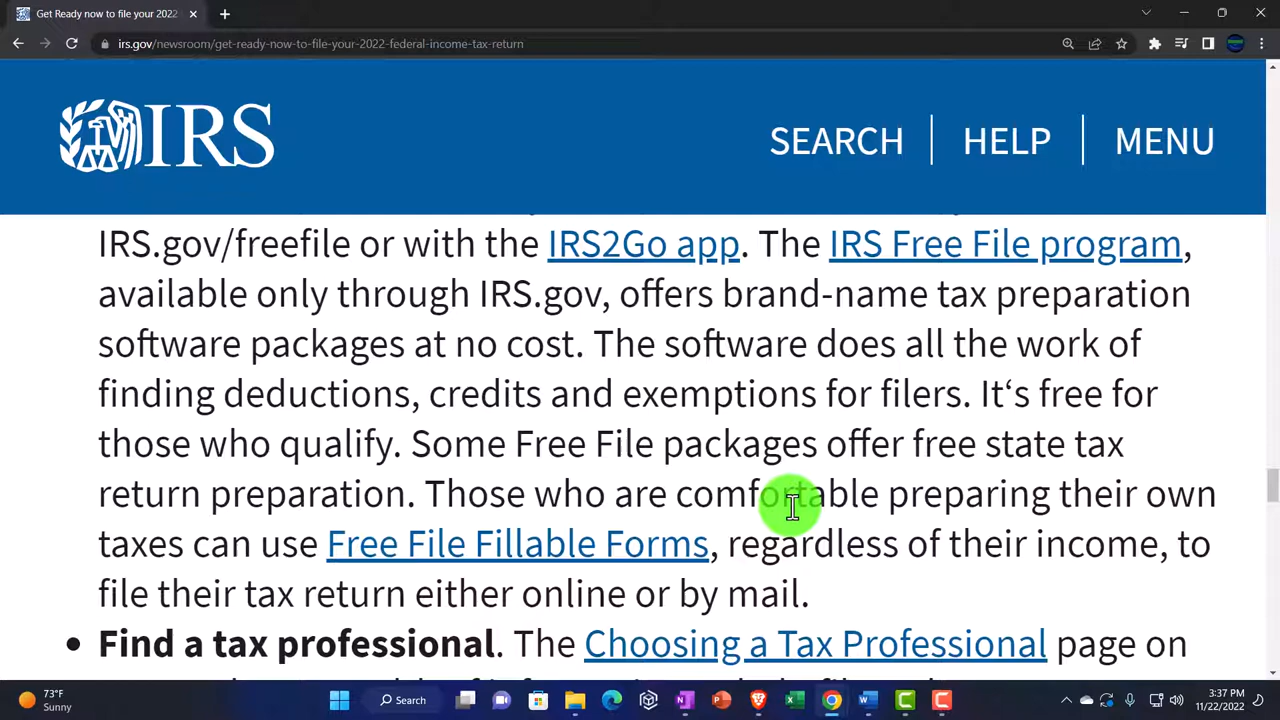 Get Ready now to file your 2022
irs.gov/newsroom/get-ready-now-to-file-your-2022-federal-income-tax-return
IRS
SEARCH
HELP
MENU
IRS.gov/freefile or with the IRS2Go app. The IRS Free File program,
available only through IRS.gov, offers brand-name tax preparation
software packages at no cost. The software does all the work of
finding deductions, credits and exemptions for filers. It‘s free for
those who qualify. Some Free File packages offer free state tax
return preparation. Those who are comfortable preparing their own
taxes can use Free File Fillable Forms, regardless of their income, to
file their tax return either online or by mail.
• Find a tax professional. The Choosing a Tax Professional page on
73°F
Sunny
Search
3:37 PM
11/22/2022